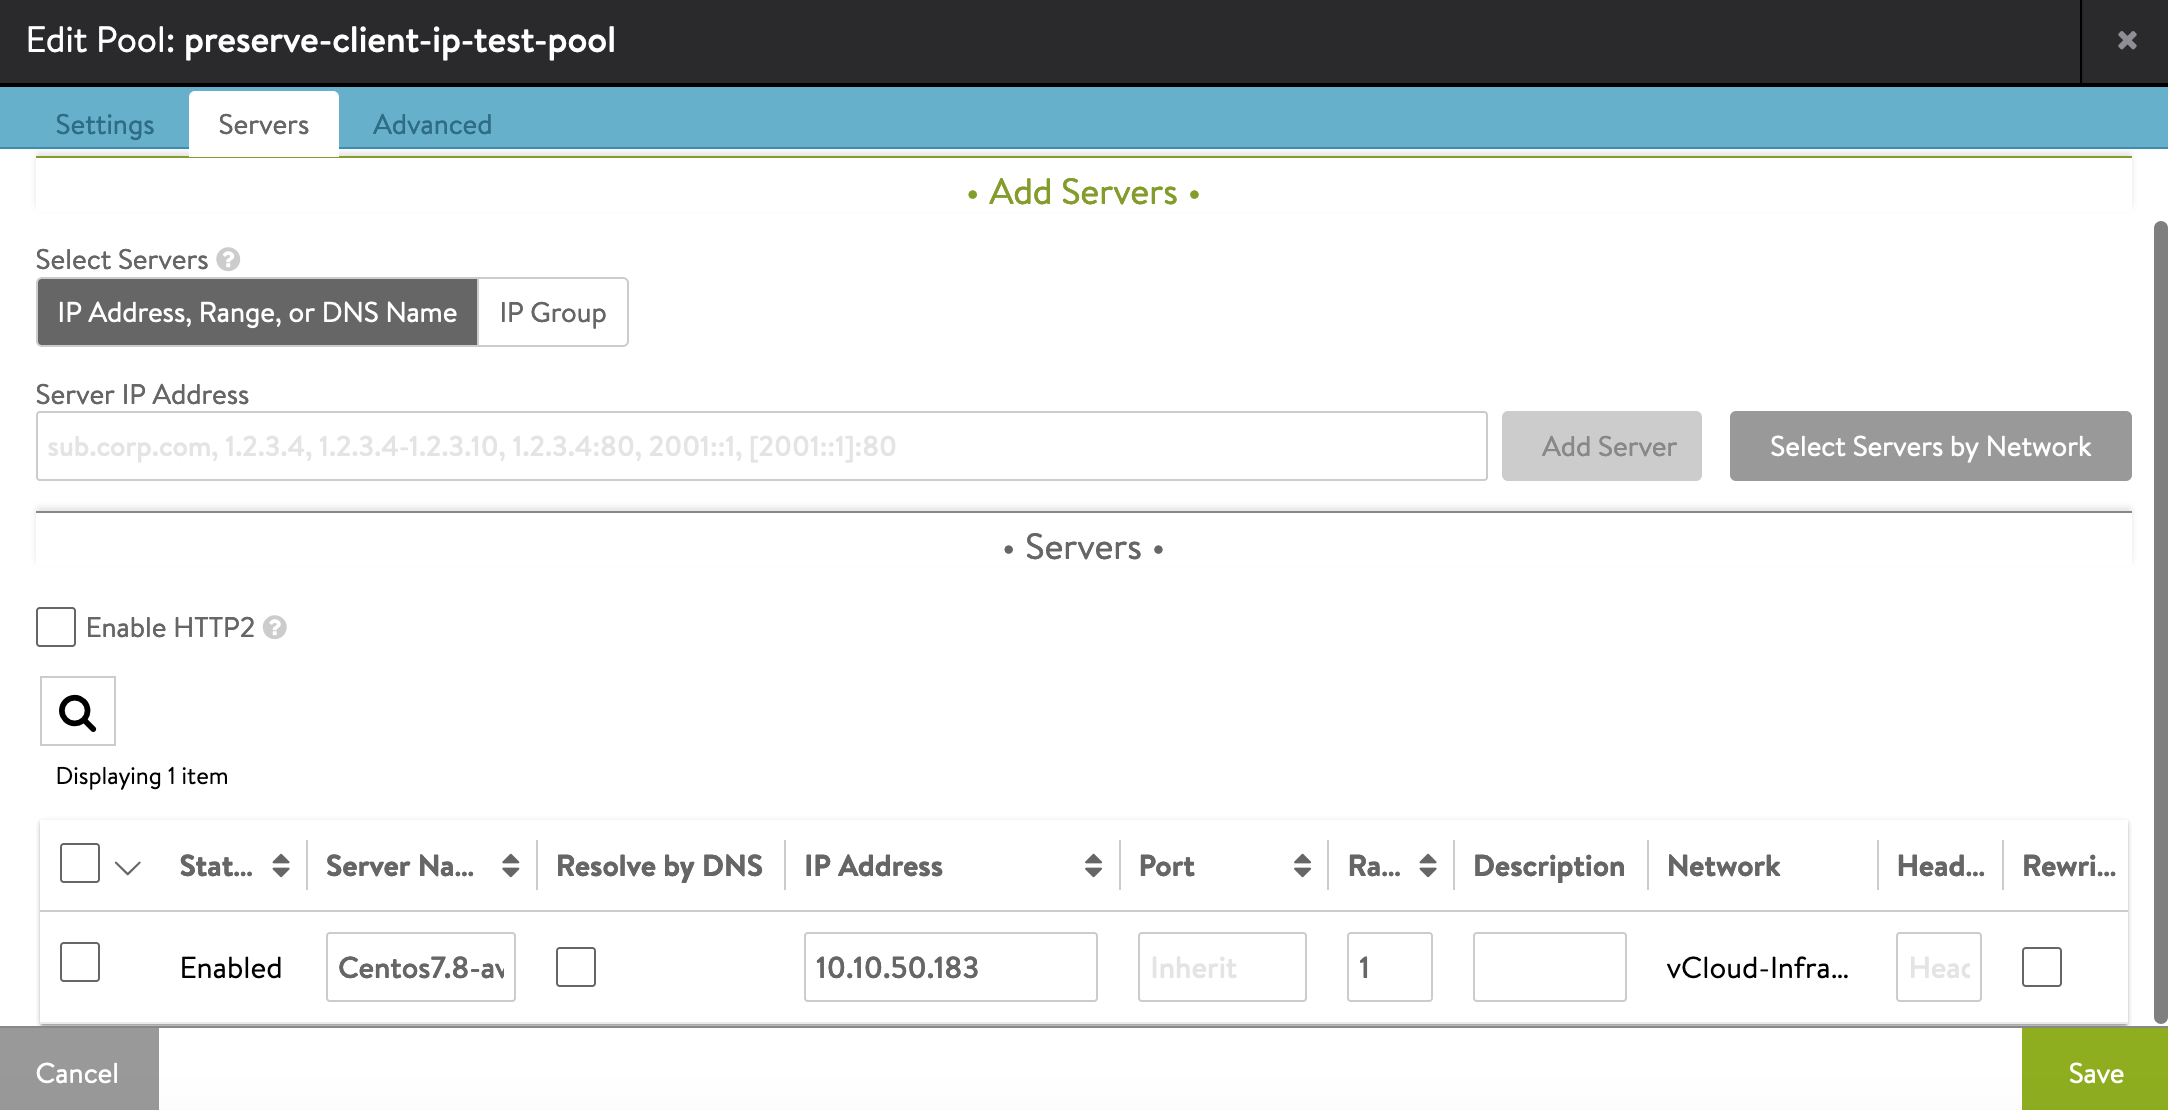 Edit Pool: preserve-client-ip-test-pool
Settings Servers Advanced
• Add Servers •
Select Servers ?
IP Address, Range, or DNS Name IP Group
Server IP Address
sub.corp.com, 1.2.3.4, 1.2.3.4-1.2.3.10, 1.2.3.4:80, 2001::1, [2001::1]:80 Add Server Select Servers by Network
• Servers •
Enable HTTP2 ?
Displaying 1 item
Stat... Server Na... Resolve by DNS IP Address Port Ra... Description Network Head... Rewri...
Enabled Centos7.8-av 10.10.50.183 Inherit 1 vCloud-Infra... Head
Cancel Save